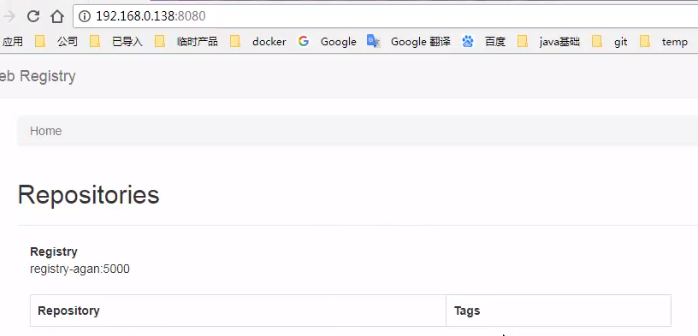 192.168.0.138:8080
应用 公司 已导入 临时产品 docker Google Google 翻译 百度 java基础 git temp
eb Registry
Home
Repositories
Registry
registry-agan:5000
Repository Tags